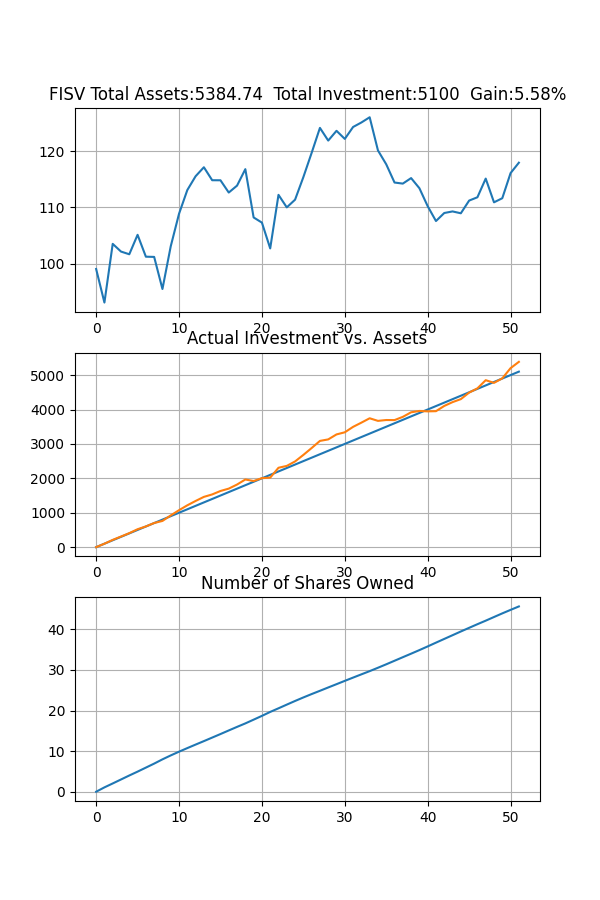 FISV Total Assets:5384.74  Total Investment:5100  Gain:5.58%
120
110
100
0 10 20 30 40 50
Actual Investment vs. Assets
5000
4000
3000
2000
1000
0
0 10 20 30 40 50
Number of Shares Owned
40
30
20
10
0
0 10 20 30 40 50